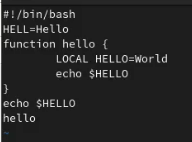 #!/bin/bash
HELL=Hello
function hello {
        LOCAL HELLO=World
        echo $HELLO
}
echo $HELLO
hello
~